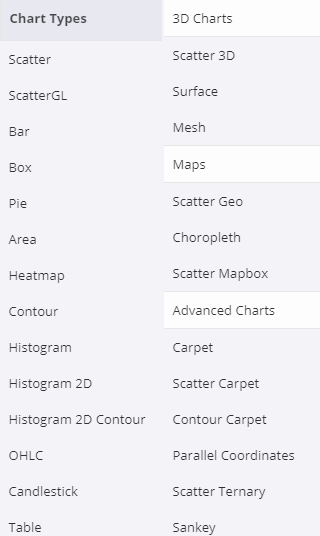 Chart Types
Scatter
ScatterGL
Bar
Box
Pie
Area
Heatmap
Contour
Histogram
Histogram 2D
Histogram 2D Contour
OHLC
Candlestick
Table
3D Charts
Scatter 3D
Surface
Mesh
Maps
Scatter Geo
Choropleth
Scatter Mapbox
Advanced Charts
Carpet
Scatter Carpet
Contour Carpet
Parallel Coordinates
Scatter Ternary
Sankey